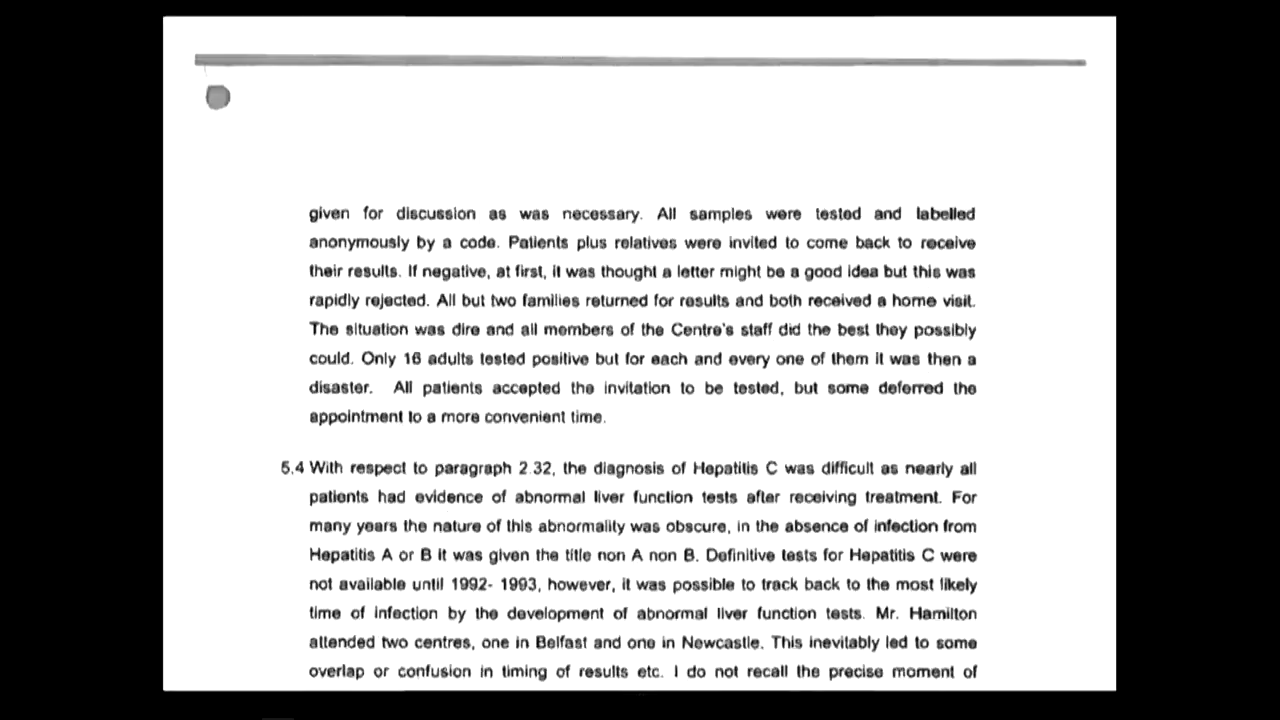 given for discussion as was necessary. All samples were tested and labelled
anonymously by a code. Patients plus relatives were invited to come back to receive
their results. If negative, at first, it was thought a letter might be a good idea but this was
rapidly rejected. All but two families returned for results and both received a home visit.
The situation was dire and all members of the Centre's staff did the best they possibly
could. Only 16 adults tested positive but for each and every one of them it was then a
disaster. All patients accepted the invitation to be tested, but some deferred the
appointment to a more convenient time.
5.4 With respect to paragraph 2.32, the diagnosis of Hepatitis C was difficult as nearly all
patients had evidence of abnormal liver function tests after receiving treatment. For
many years the nature of this abnormality was obscure, in the absence of infection from
Hepatitis A or B it was given the title non A non B. Definitive tests for Hepatitis C were
not available until 1992- 1993, however, it was possible to track back to the most likely
time of infection by the development of abnormal liver function tests. Mr. Hamilton
attended two centres, one in Belfast and one in Newcastle. This inevitably led to some
overlap or confusion in timing of results etc. I do not recall the precise moment of